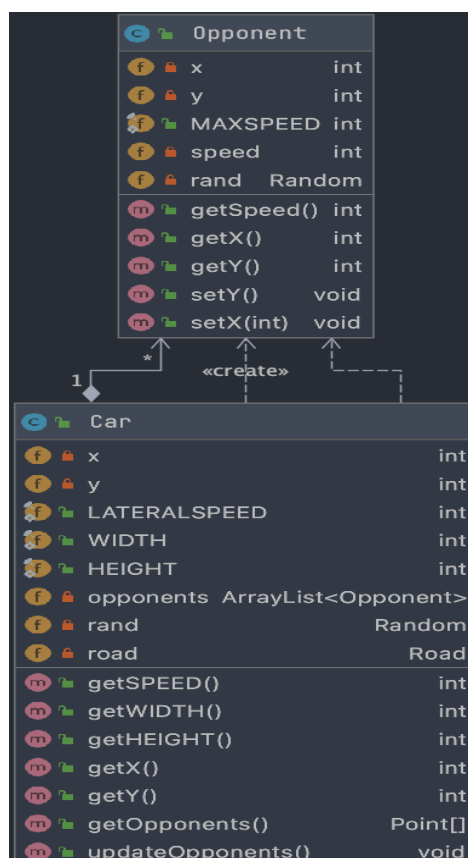 Opponent
x int
y int
MAXSPEED int
speed int
rand Random
getSpeed() int
getX() int
getY() int
setY() void
setX(int) void
*
«create»
1
Car
x int
y int
LATERALSPEED int
WIDTH int
HEIGHT int
opponents ArrayList<Opponent>
rand Random
road Road
getSPEED() int
getWIDTH() int
getHEIGHT() int
getX() int
getY() int
getOpponents() Point[]
updateOpponents() void